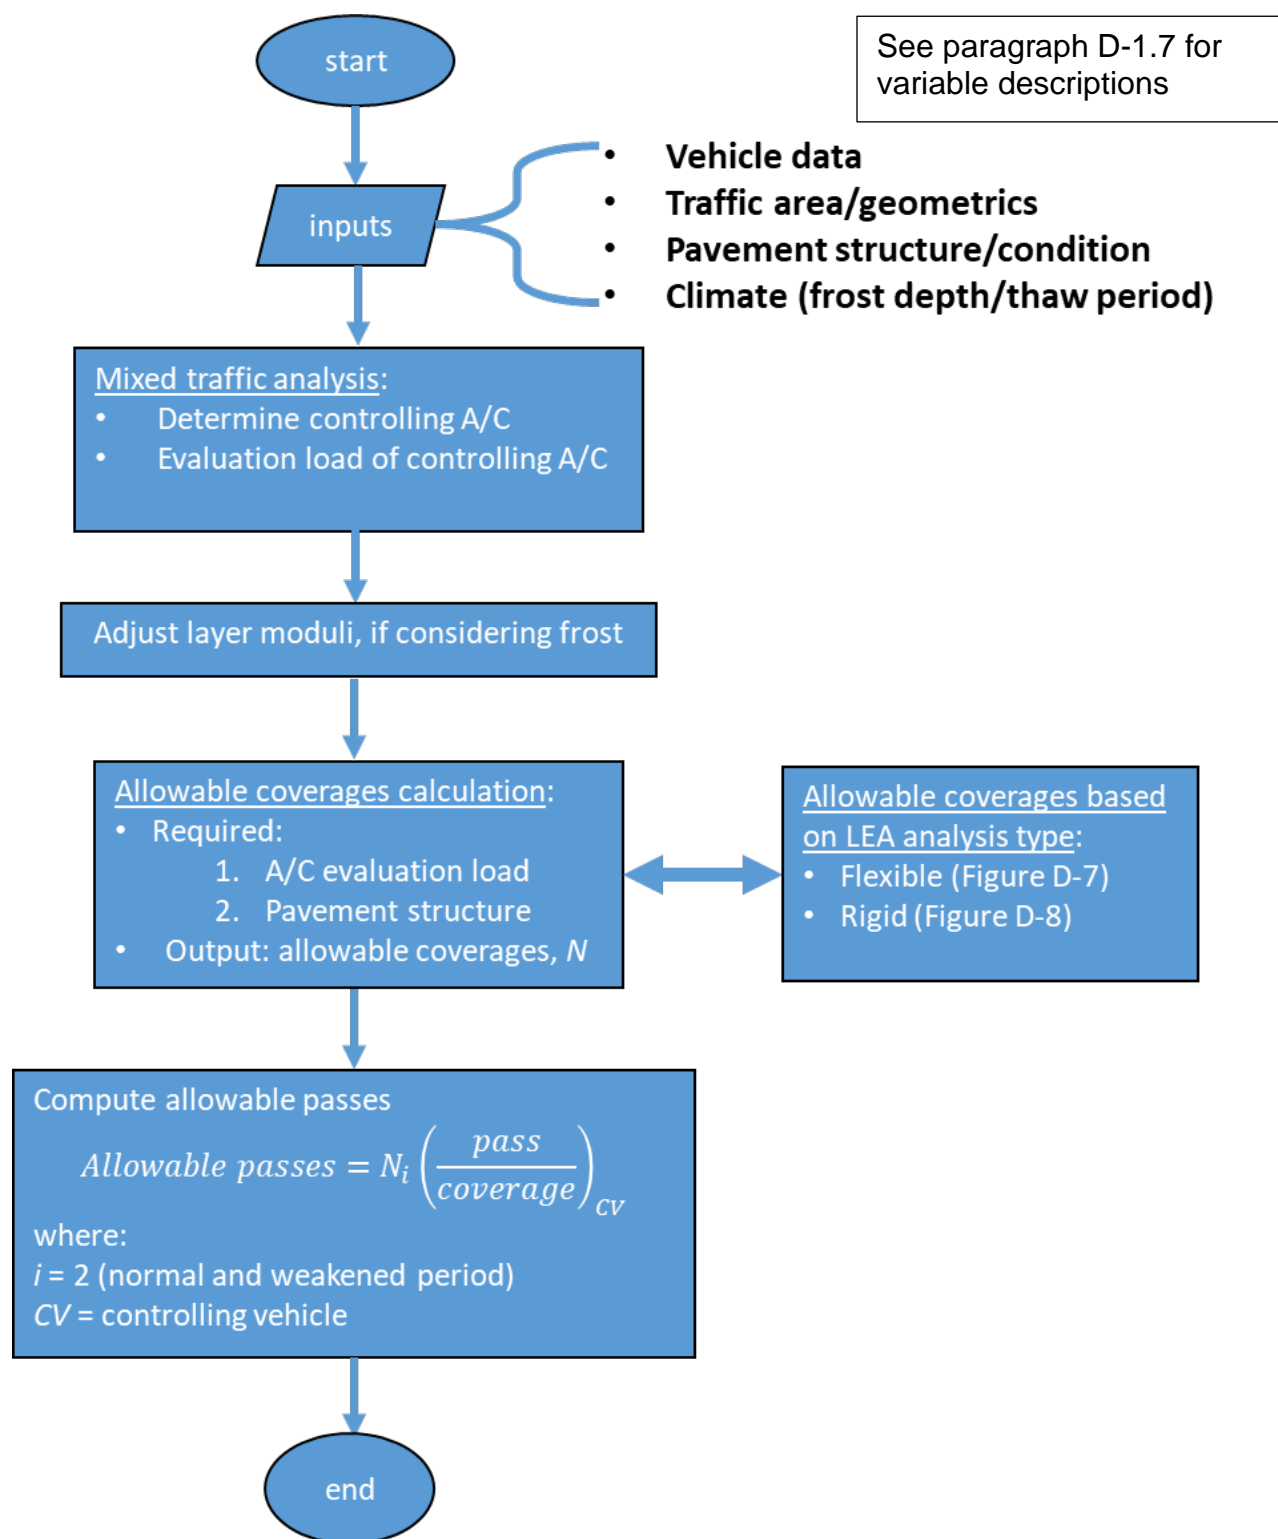 start
See paragraph D-1.7 for
variable descriptions
inputs
• Vehicle data
• Traffic area/geometrics
• Pavement structure/condition
• Climate (frost depth/thaw period)
Mixed traffic analysis:
• Determine controlling A/C
• Evaluation load of controlling A/C
Adjust layer moduli, if considering frost
Allowable coverages calculation:
• Required:
1. A/C evaluation load
2. Pavement structure
• Output: allowable coverages, N
Allowable coverages based
on LEA analysis type:
• Flexible (Figure D-7)
• Rigid (Figure D-8)
Compute allowable passes
Allowable passes = N_i (pass/coverage)_CV
where:
i = 2 (normal and weakened period)
CV = controlling vehicle
end